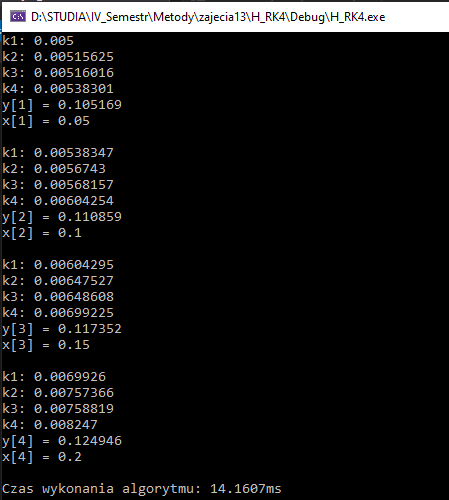 D:\STUDIA\IV_Semestr\Metody\zajecia13\H_RK4\Debug\H_RK4.exe
k1: 0.005
k2: 0.00515625
k3: 0.00516016
k4: 0.00538301
y[1] = 0.105169
x[1] = 0.05
k1: 0.00538347
k2: 0.0056743
k3: 0.00568157
k4: 0.00604254
y[2] = 0.110859
x[2] = 0.1
k1: 0.00604295
k2: 0.00647527
k3: 0.00648608
k4: 0.00699225
y[3] = 0.117352
x[3] = 0.15
k1: 0.0069926
k2: 0.00757366
k3: 0.00758819
k4: 0.008247
y[4] = 0.124946
x[4] = 0.2
Czas wykonania algorytmu: 14.1607ms